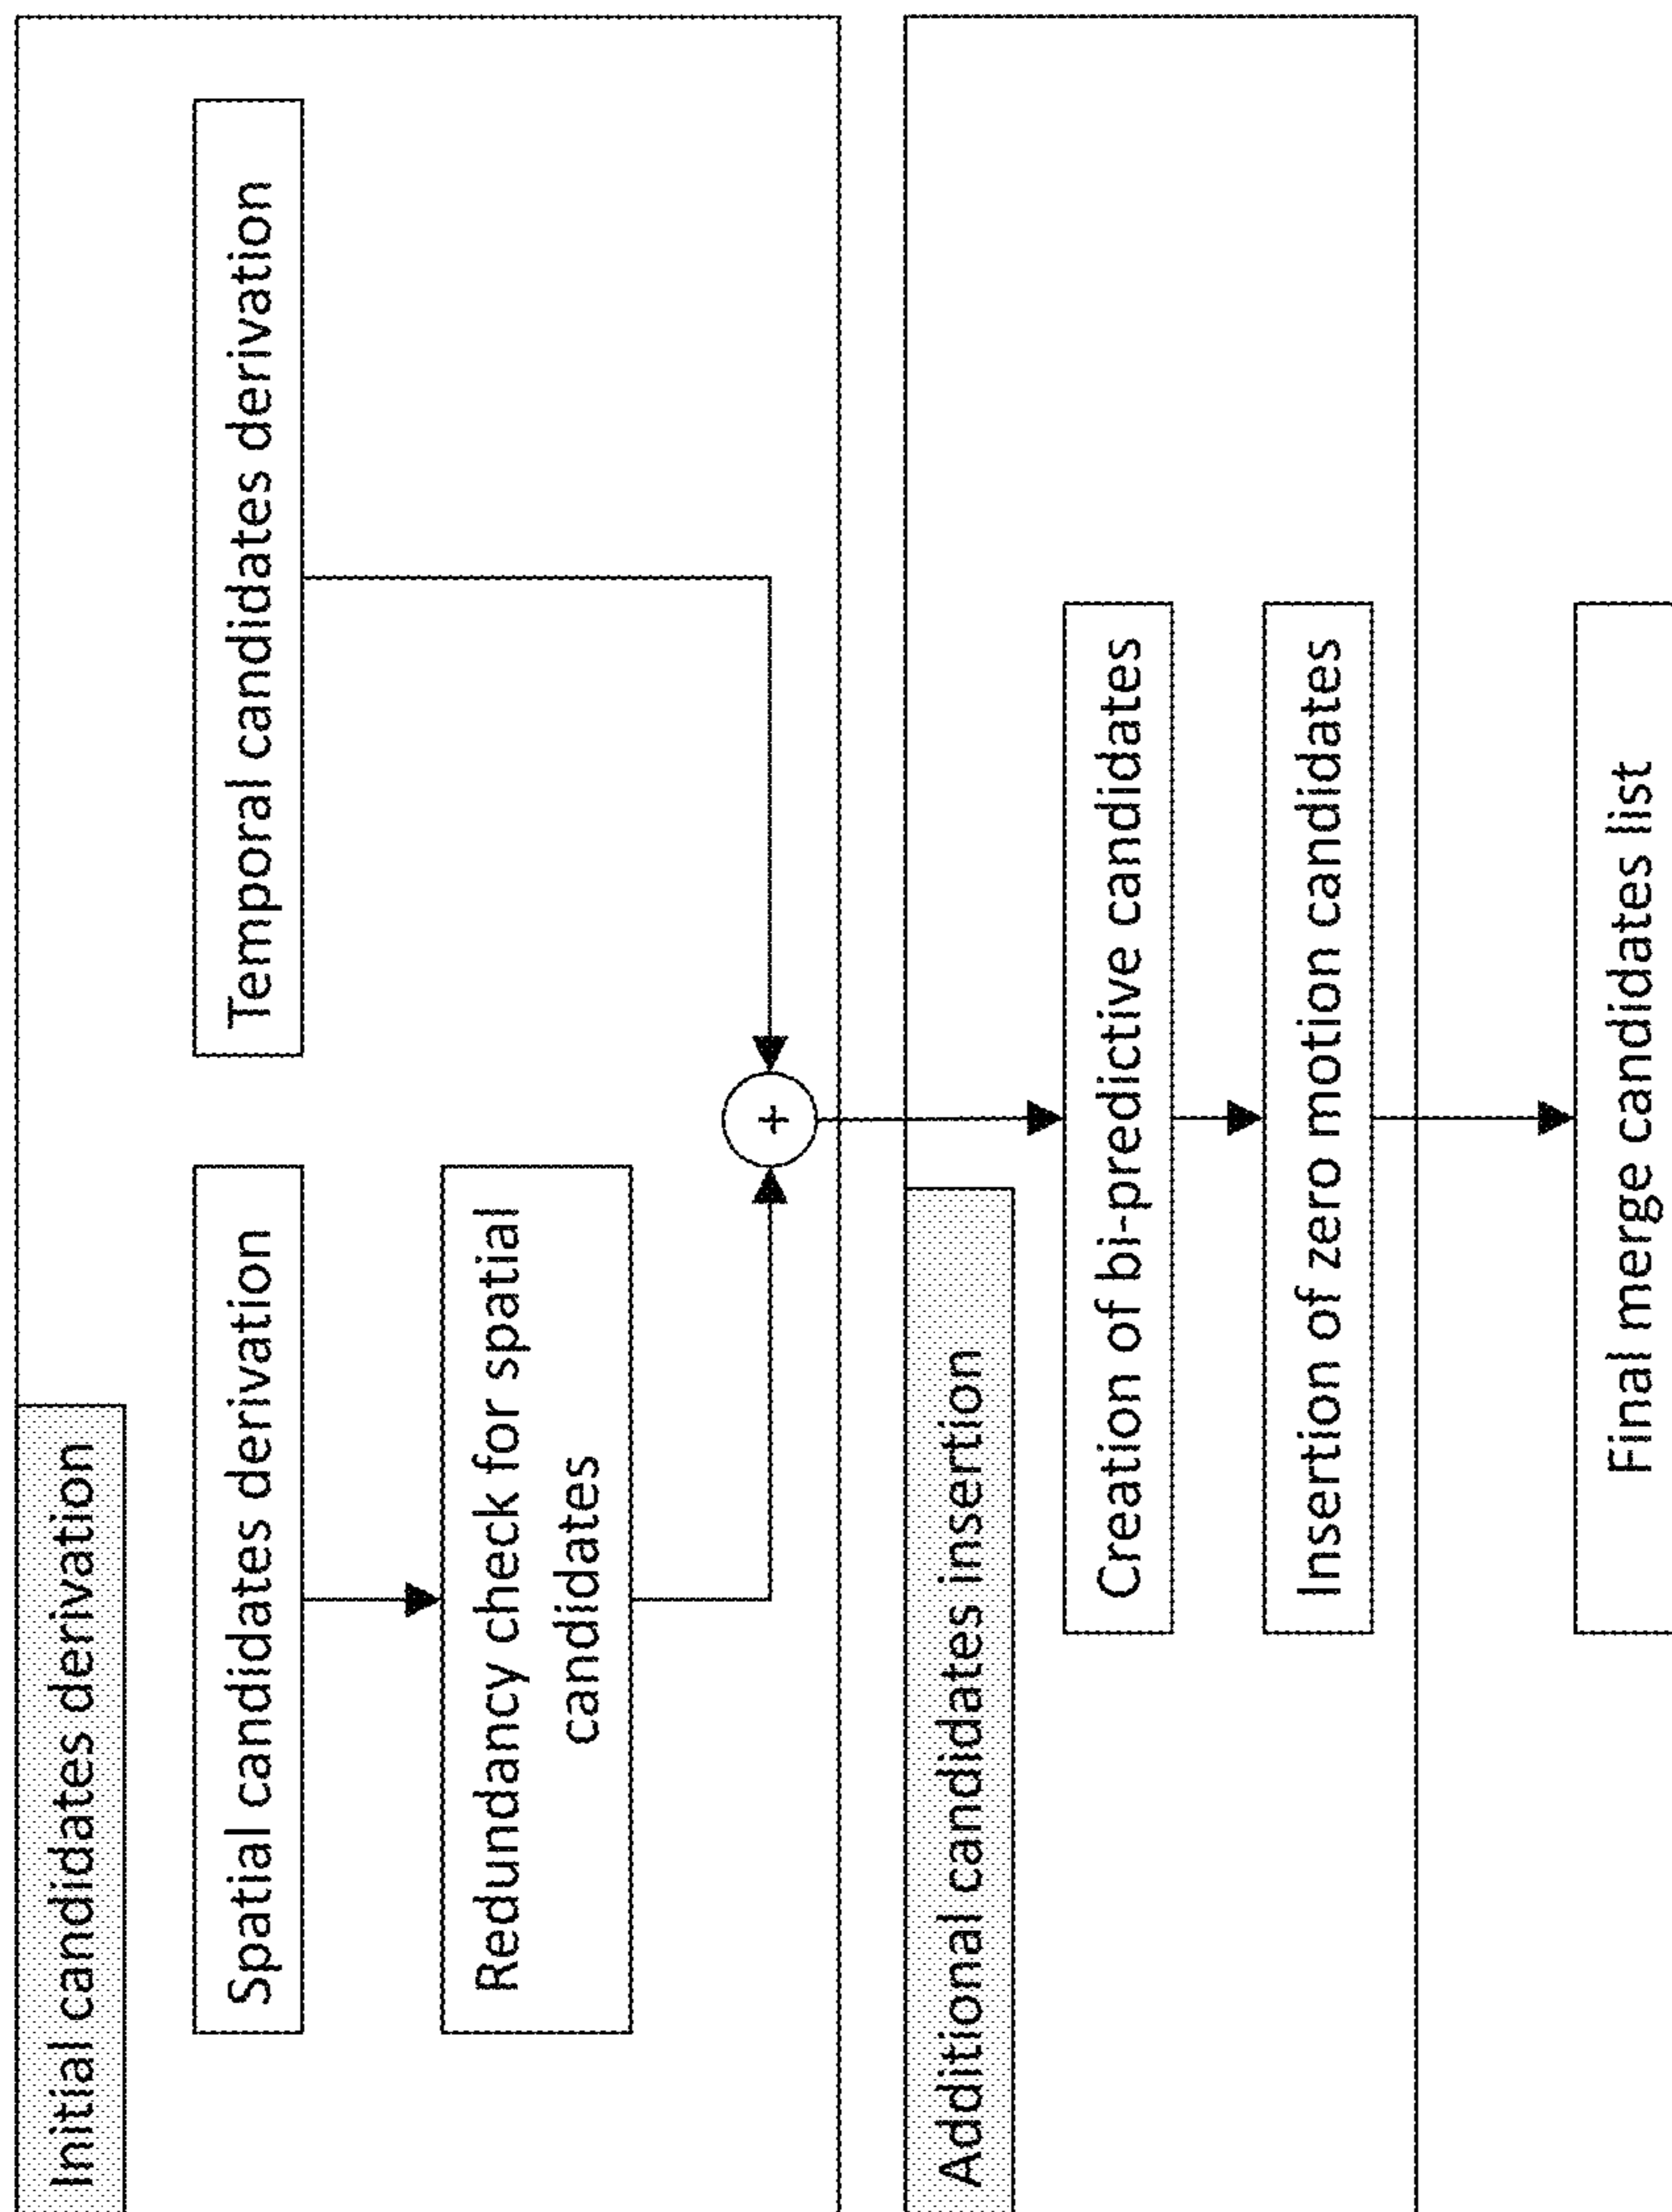 Initial candidates derivation
Spatial candidates derivation
Temporal candidates derivation
Redundancy check for spatial
candidates
+
Additional candidates insertion
Creation of bi-predictive candidates
Insertion of zero motion candidates
Final merge candidates list